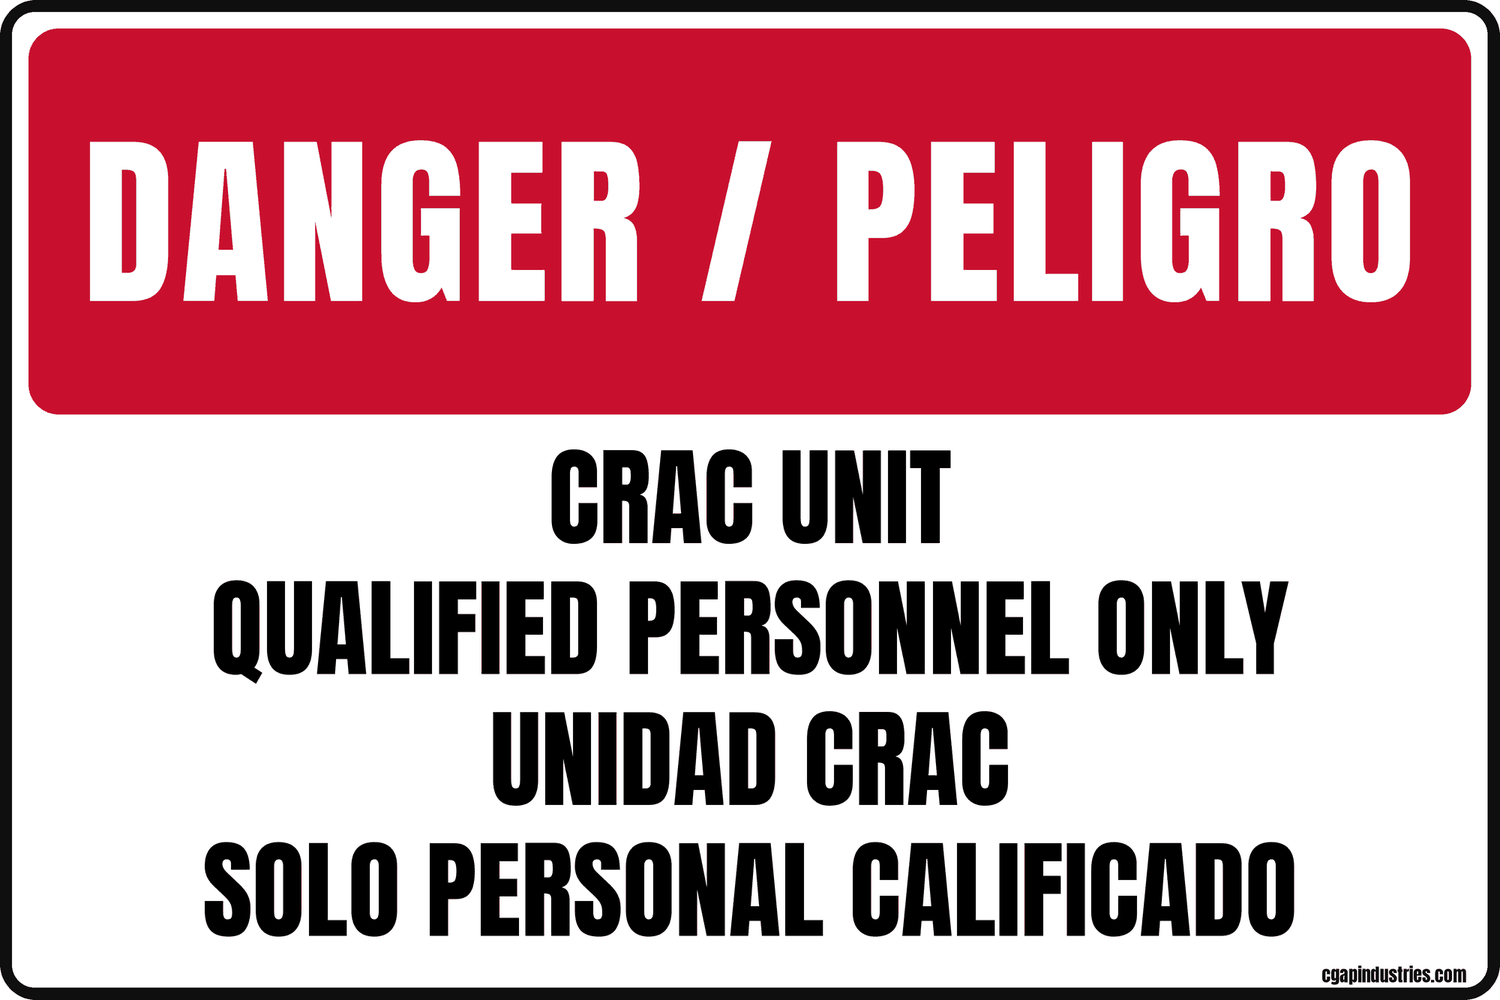 DANGER / PELIGRO
CRAC UNIT
QUALIFIED PERSONNEL ONLY
UNIDAD CRAC
SOLO PERSONAL CALIFICADO
cgapindustries.com